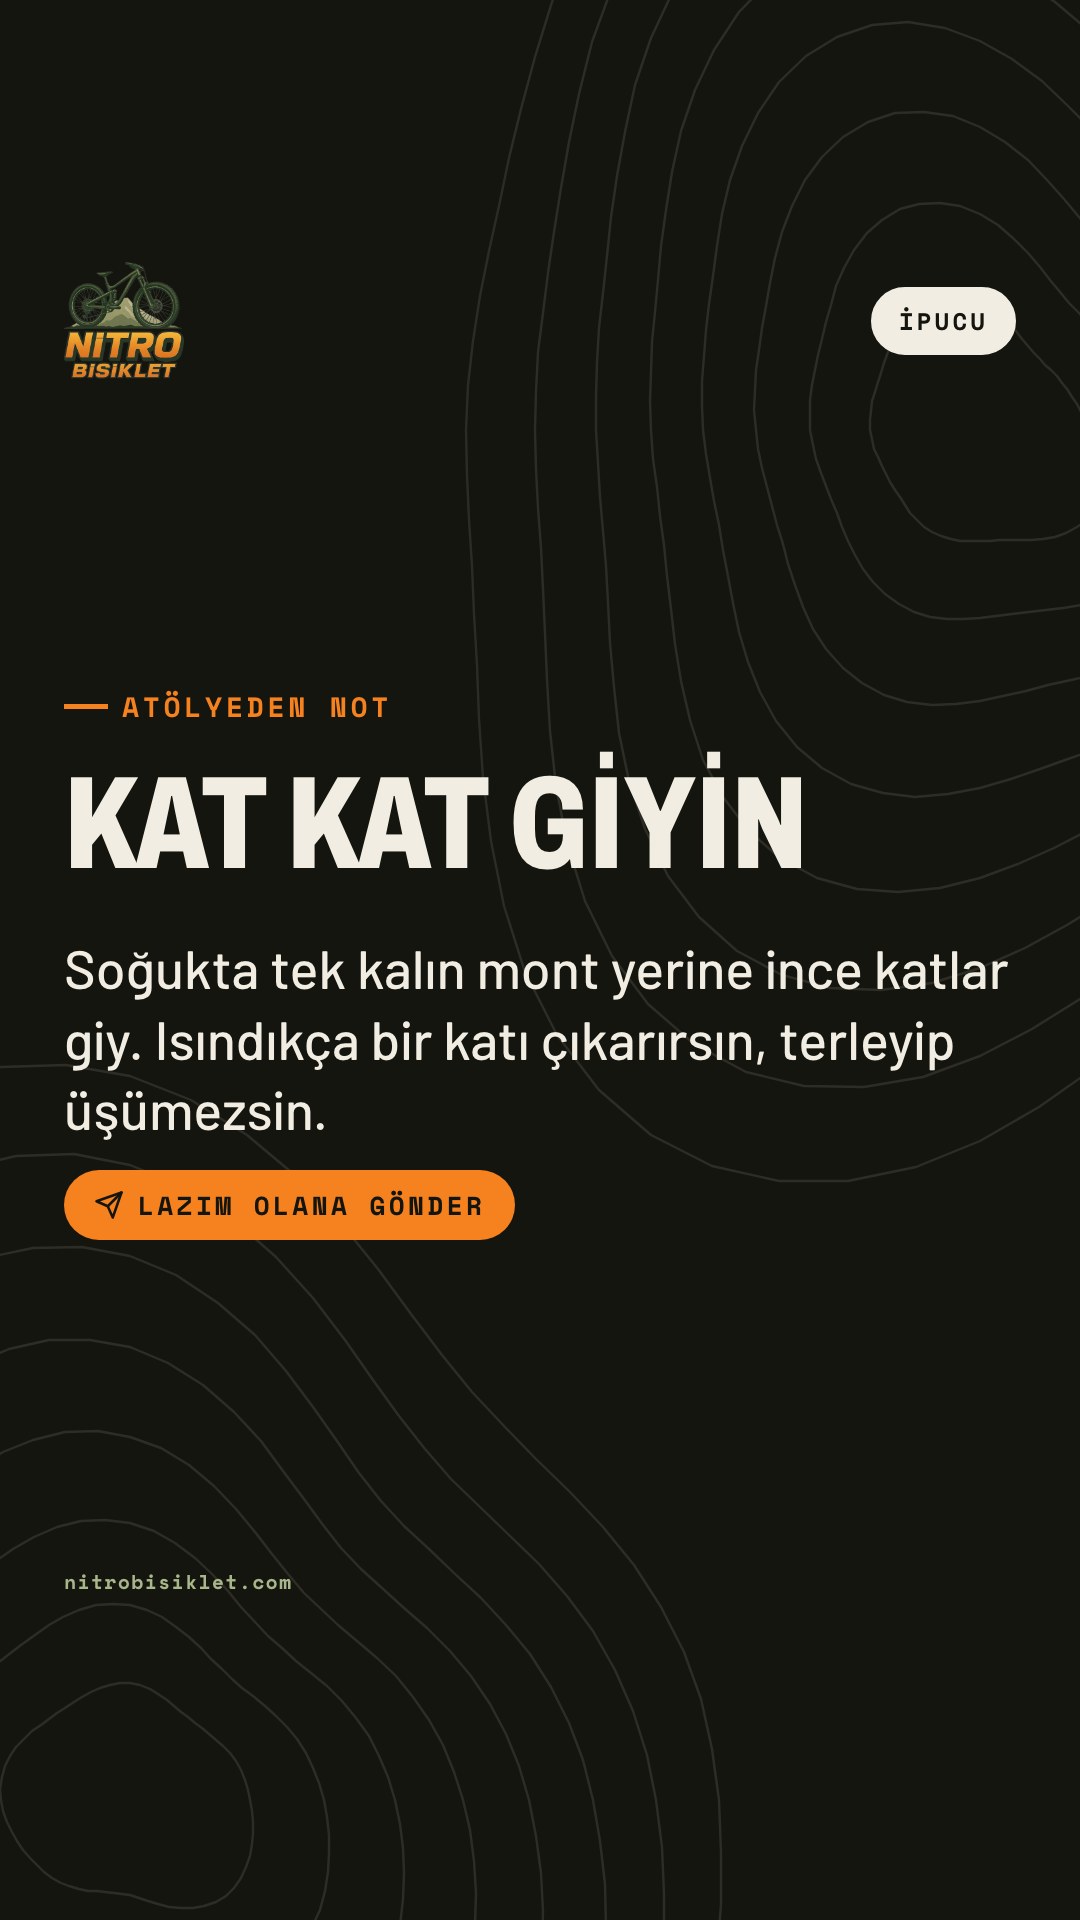 NiTRO
BiSiKLET
İPUCU
ATÖLYEDEN NOT
KAT KAT GİYİN
Soğukta tek kalın mont yerine ince katlar
giy. Isındıkça bir katı çıkarırsın, terleyip
üşümezsin.
LAZIM OLANA GÖNDER
nitrobisiklet.com